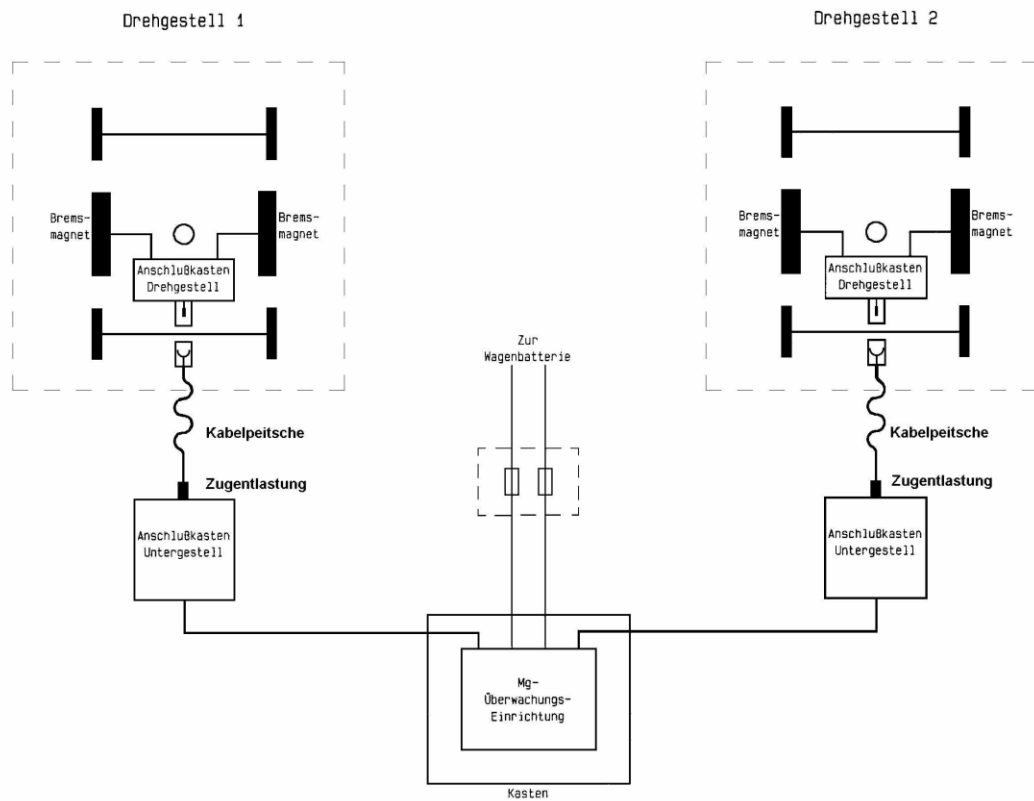 Drehgestell 1
Drehgestell 2
Brems-
magnet
Brems-
magnet
Anschlußkasten
Drehgestell
Brems-
magnet
Brems-
magnet
Anschlußkasten
Drehgestell
Zur
Wagenbatterie
Kabelpeitsche
Kabelpeitsche
Zugentlastung
Zugentlastung
Anschlußkasten
Untergestell
Anschlußkasten
Untergestell
Mg-
Überwachungs-
Einrichtung
Kasten